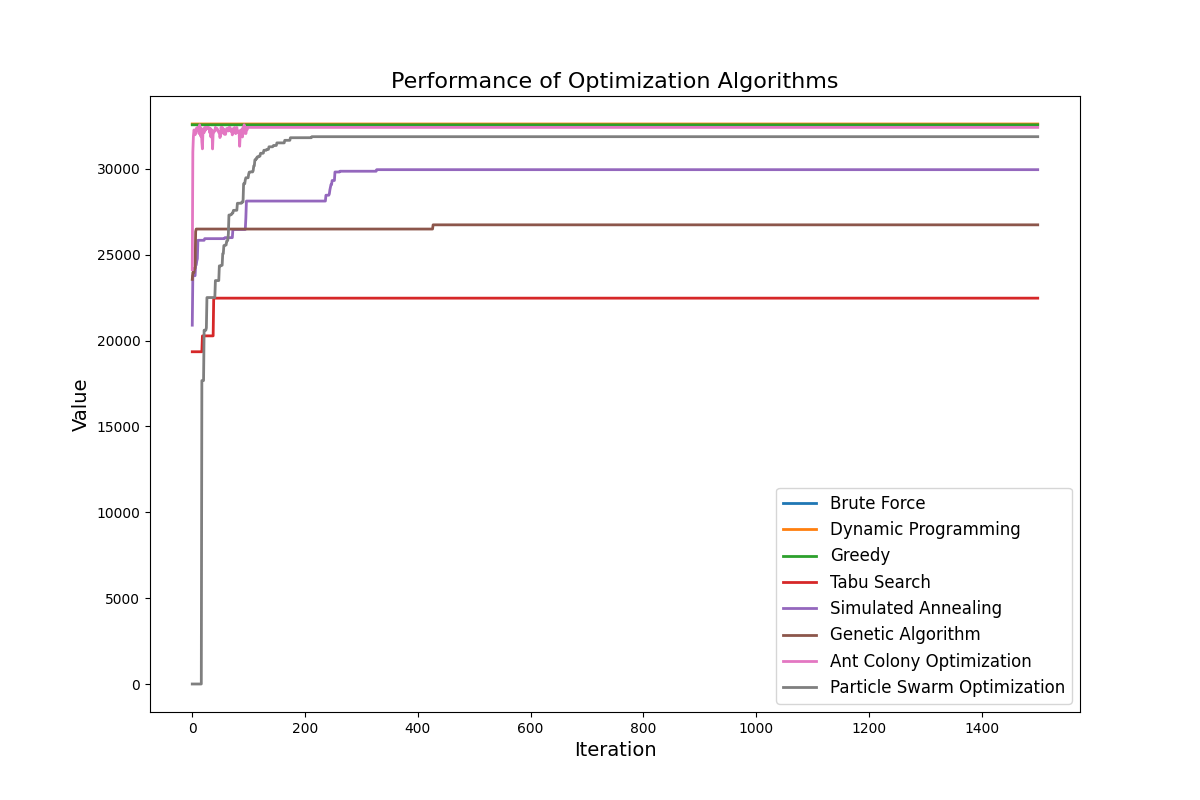 Performance of Optimization Algorithms
Value
30000
25000
20000
15000
10000
5000
0
Brute Force
Dynamic Programming
Greedy
Tabu Search
Simulated Annealing
Genetic Algorithm
Ant Colony Optimization
Particle Swarm Optimization
0 200 400 600 800 1000 1200 1400
Iteration